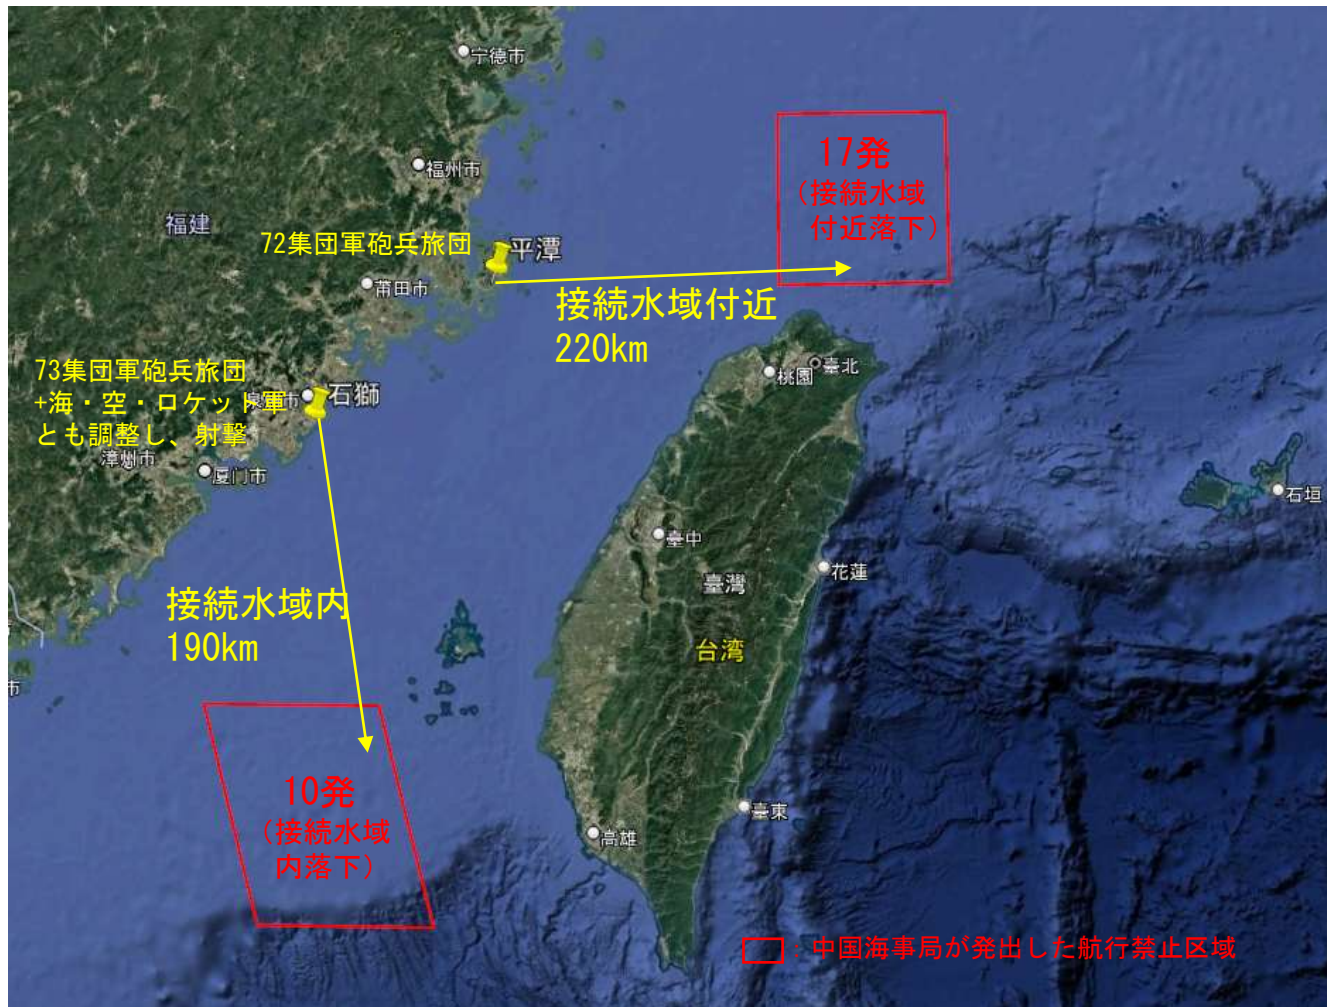 宁德市
17発
(接続水域
付近落下)
福州市
福建
72集団軍砲兵旅団
平潭
莆田市
接続水域付近
220km
臺北
桃園
73集団軍砲兵旅団
+海・空・ロケット軍
とも調整し、射撃
市
石獅
漳州市
厦门市
石垣
臺中
花蓮
臺灣
接続水域内
190km
台湾
市
10発
(接続水域
内落下)
臺東
高雄
:中国海事局が発出した航行禁止区域